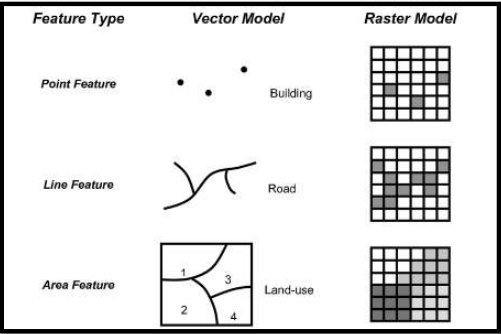 Feature Type Vector Model Raster Model
Point Feature Building
Line Feature Road
Area Feature Land-use
1
3
2
4